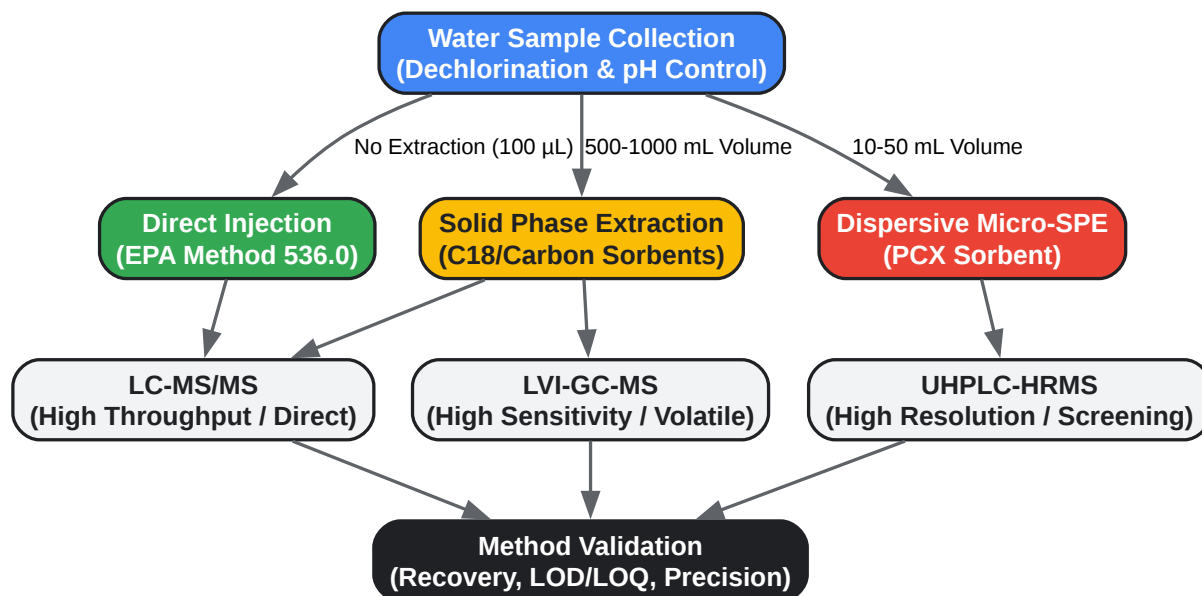 Water Sample Collection
(Dechlorination & pH Control)
No Extraction (100 µL)
500-1000 mL Volume
10-50 mL Volume
Direct Injection
(EPA Method 536.0)
Solid Phase Extraction
(C18/Carbon Sorbents)
Dispersive Micro-SPE
(PCX Sorbent)
LC-MS/MS
(High Throughput / Direct)
LVI-GC-MS
(High Sensitivity / Volatile)
UHPLC-HRMS
(High Resolution / Screening)
Method Validation
(Recovery, LOD/LOQ, Precision)